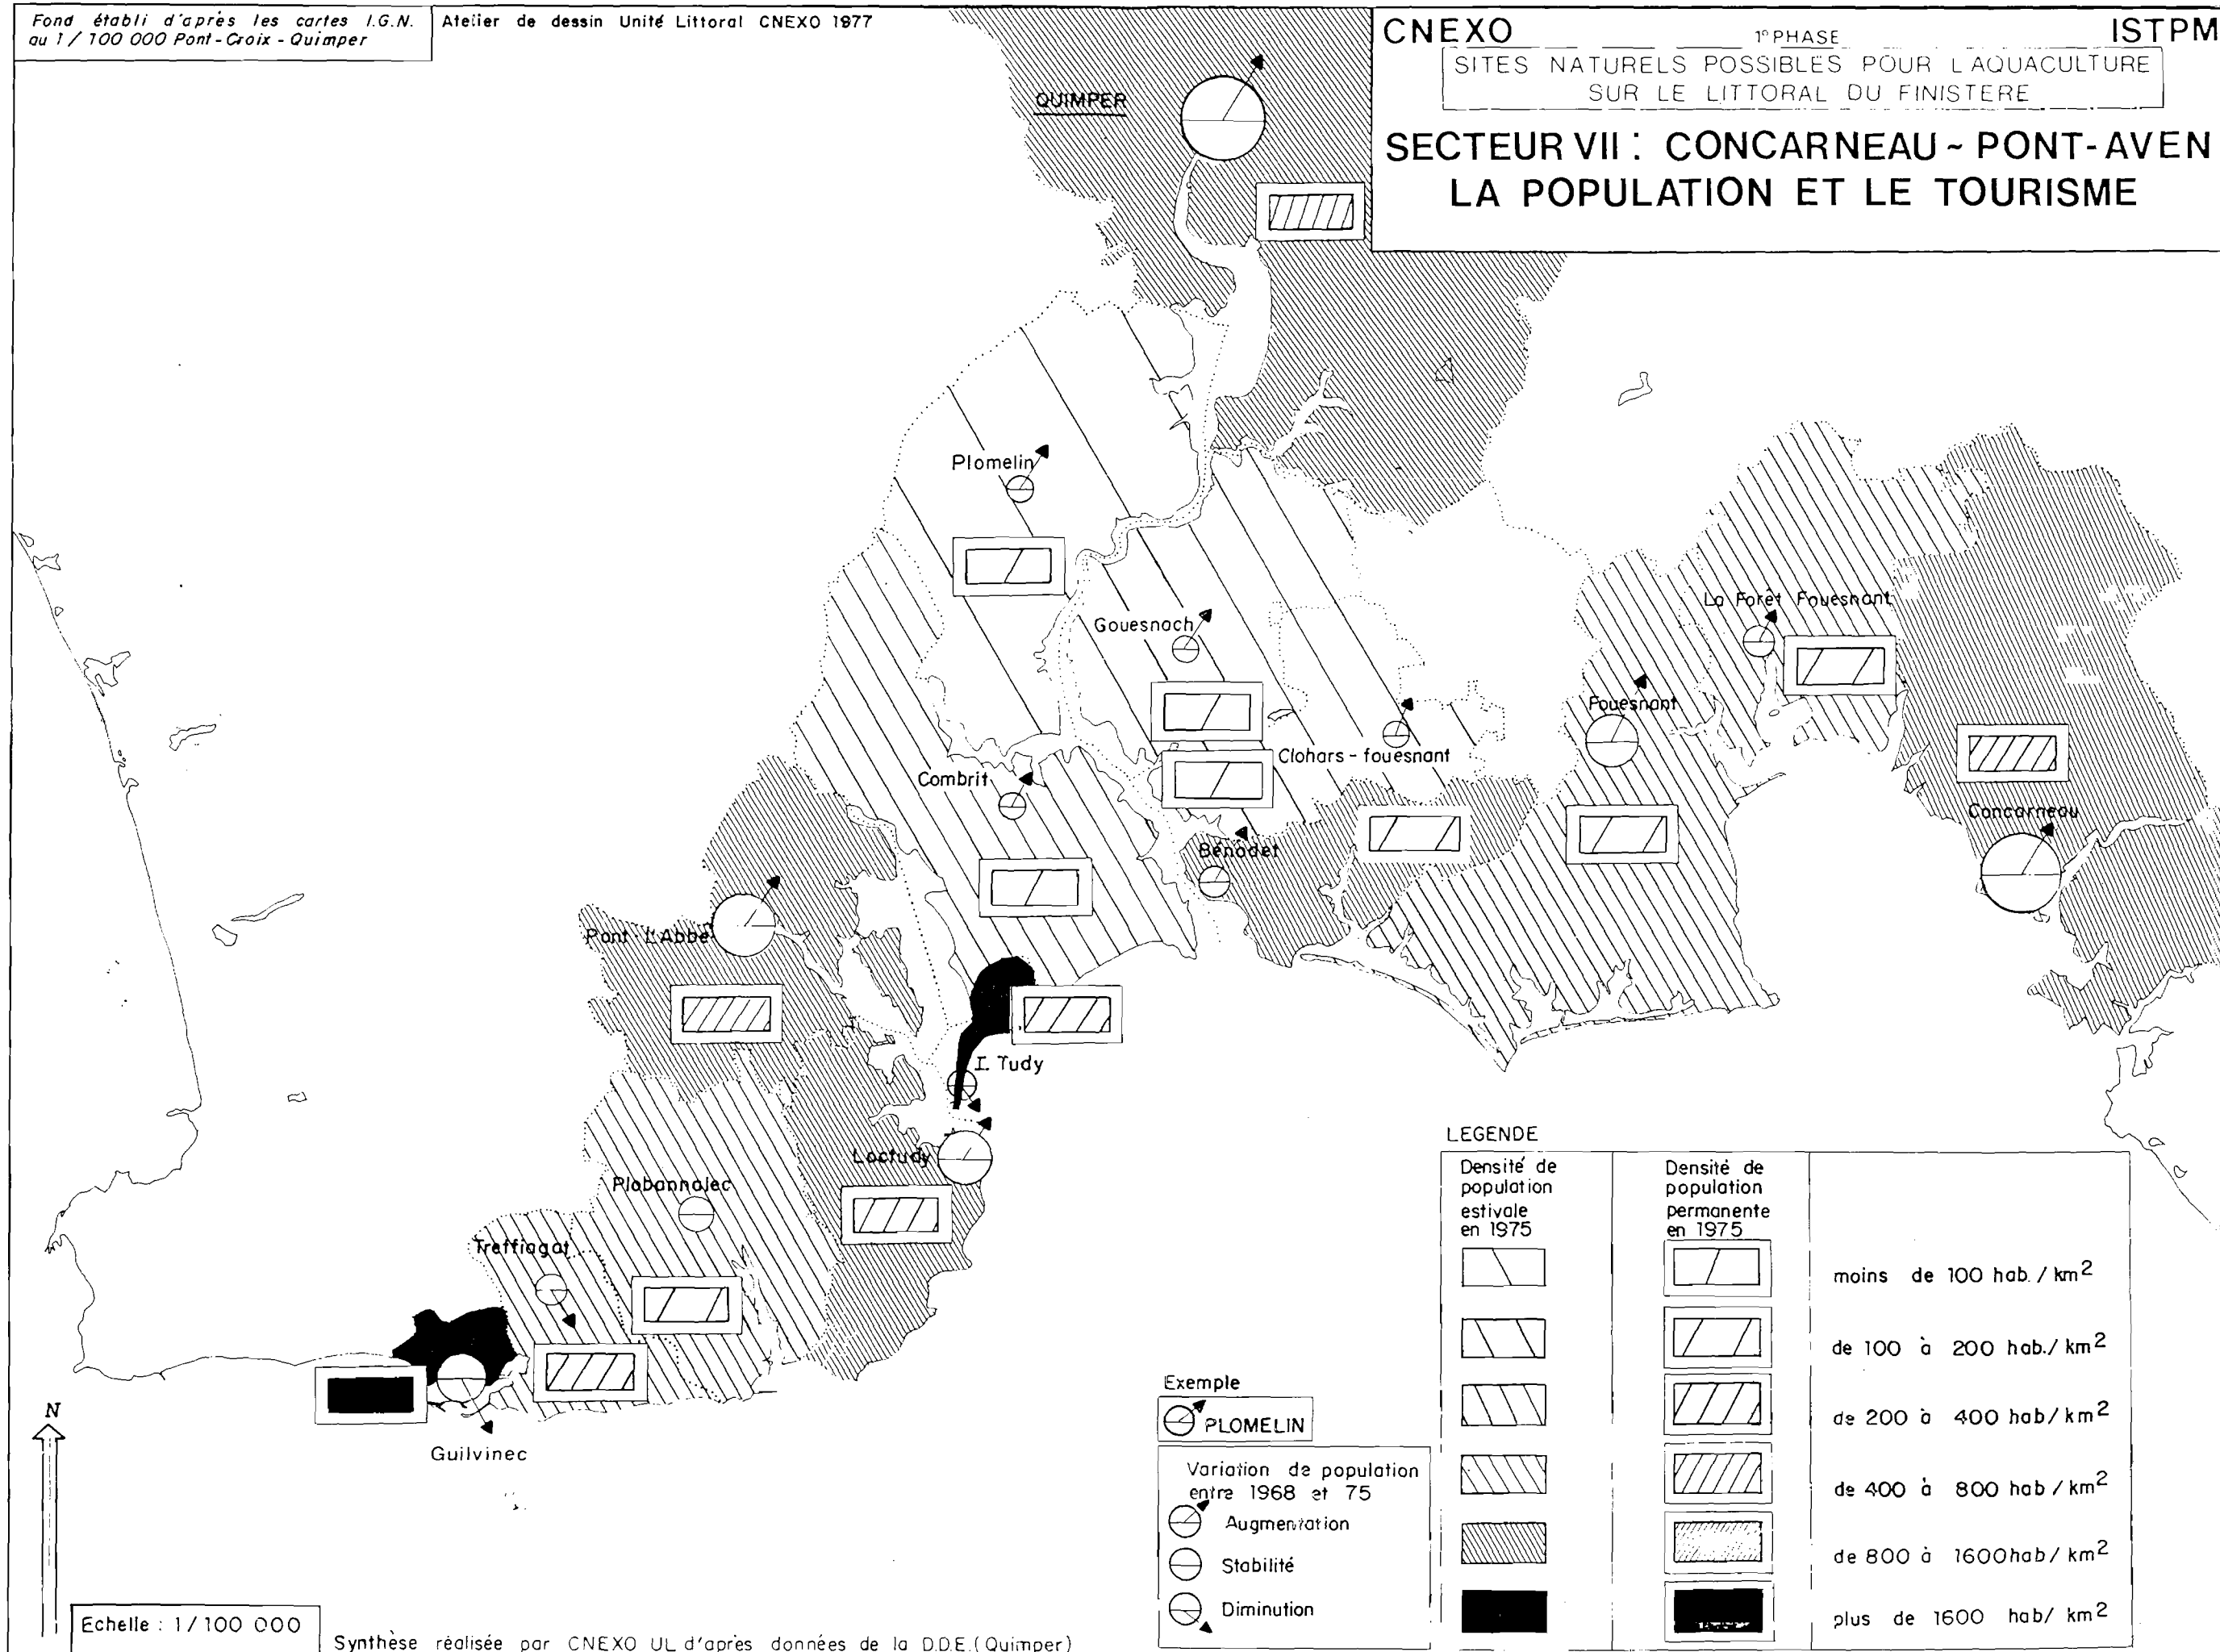 Fond établi d'après les cartes I.G.N.
au 1 / 100 000 Pont-Croix - Quimper
Atelier de dessin Unité Littoral CNEXO 1977
CNEXO 1° PHASE ISTPM
SITES NATURELS POSSIBLES POUR L'AQUACULTURE
SUR LE LITTORAL DU FINISTERE
SECTEUR VII : CONCARNEAU ~ PONT-AVEN
LA POPULATION ET LE TOURISME
QUIMPER
Plomelin
Gouesnach
La Forêt Fouesnant
Fouesnant
Clohars - fouesnant
Combrit
Concarneau
Bénodet
Pont-L'Abbé
I. Tudy
Loctudy
Plobannalec
Treffiagat
Guilvinec
N
Echelle : 1/100 000
Synthèse réalisée par CNEXO UL d'après données de la D.D.E.(Quimper)
Exemple
PLOMELIN
Variation de population
entre 1968 et 75
Augmentation
Stabilité
Diminution
LEGENDE
Densité de
population
estivale
en 1975
Densité de
population
permanente
en 1975
moins de 100 hab. / km2
de 100 à 200 hab./ km2
de 200 à 400 hab/ km2
de 400 à 800 hab / km2
de 800 à 1600hab/ km2
plus de 1600 hab/ km2